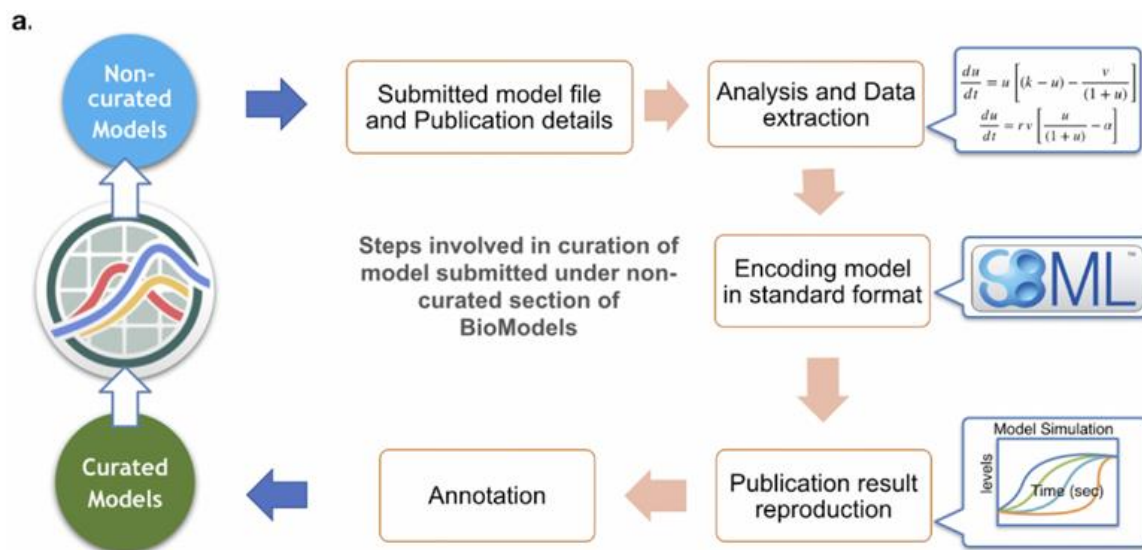 a.
Non-
curated
Models
Submitted model file
and Publication details
Analysis and Data
extraction
du/dt = u [(k − u) − v/(1 + u)]
du/dt = r v [u/(1 + u) − α]
Steps involved in curation of
model submitted under non-
curated section of
BioModels
Encoding model
in standard format
SBML™
Curated
Models
Annotation
Publication result
reproduction
Model Simulation
levels
Time (sec)